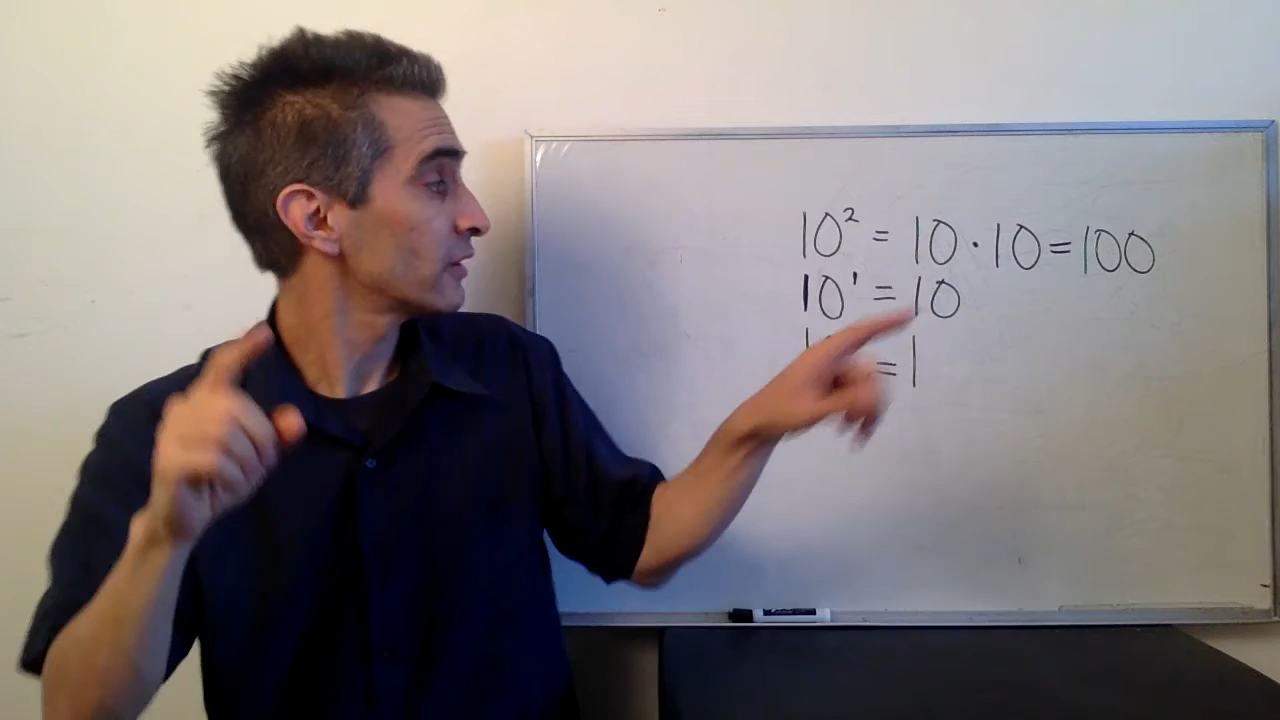 10² = 10 · 10 = 100
10¹ = 10
= 1